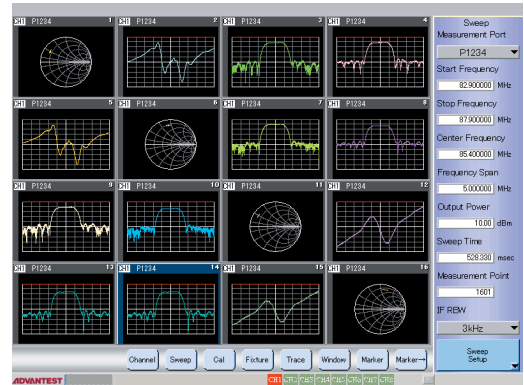 CH1 P1234 1
CH1 P1234 2
CH1 P1234 3
CH1 P1234 4
CH1 P1234 5
CH1 P1234 6
CH1 P1234 7
CH1 P1234 8
CH1 P1234 9
CH1 P1234 10
CH1 P1234 11
CH1 P1234 12
CH1 P1234 13
CH1 P1234 14
CH1 P1234 15
CH1 P1234 16
Sweep
Measurement Port
P1234
Start Frequency
82.900000 MHz
Stop Frequency
87.900000 MHz
Center Frequency
85.400000 MHz
Frequency Span
5.000000 MHz
Output Power
10.00 dBm
Sweep Time
528.330 msec
Measurement Point
1601
IF RBW
3kHz
Sweep
Setup
Channel Sweep Cal Fixture Trace Window Marker Marker→
ADVANTEST CH1 CH2 CH3 CH4 CH5 CH6 CH7 CH8